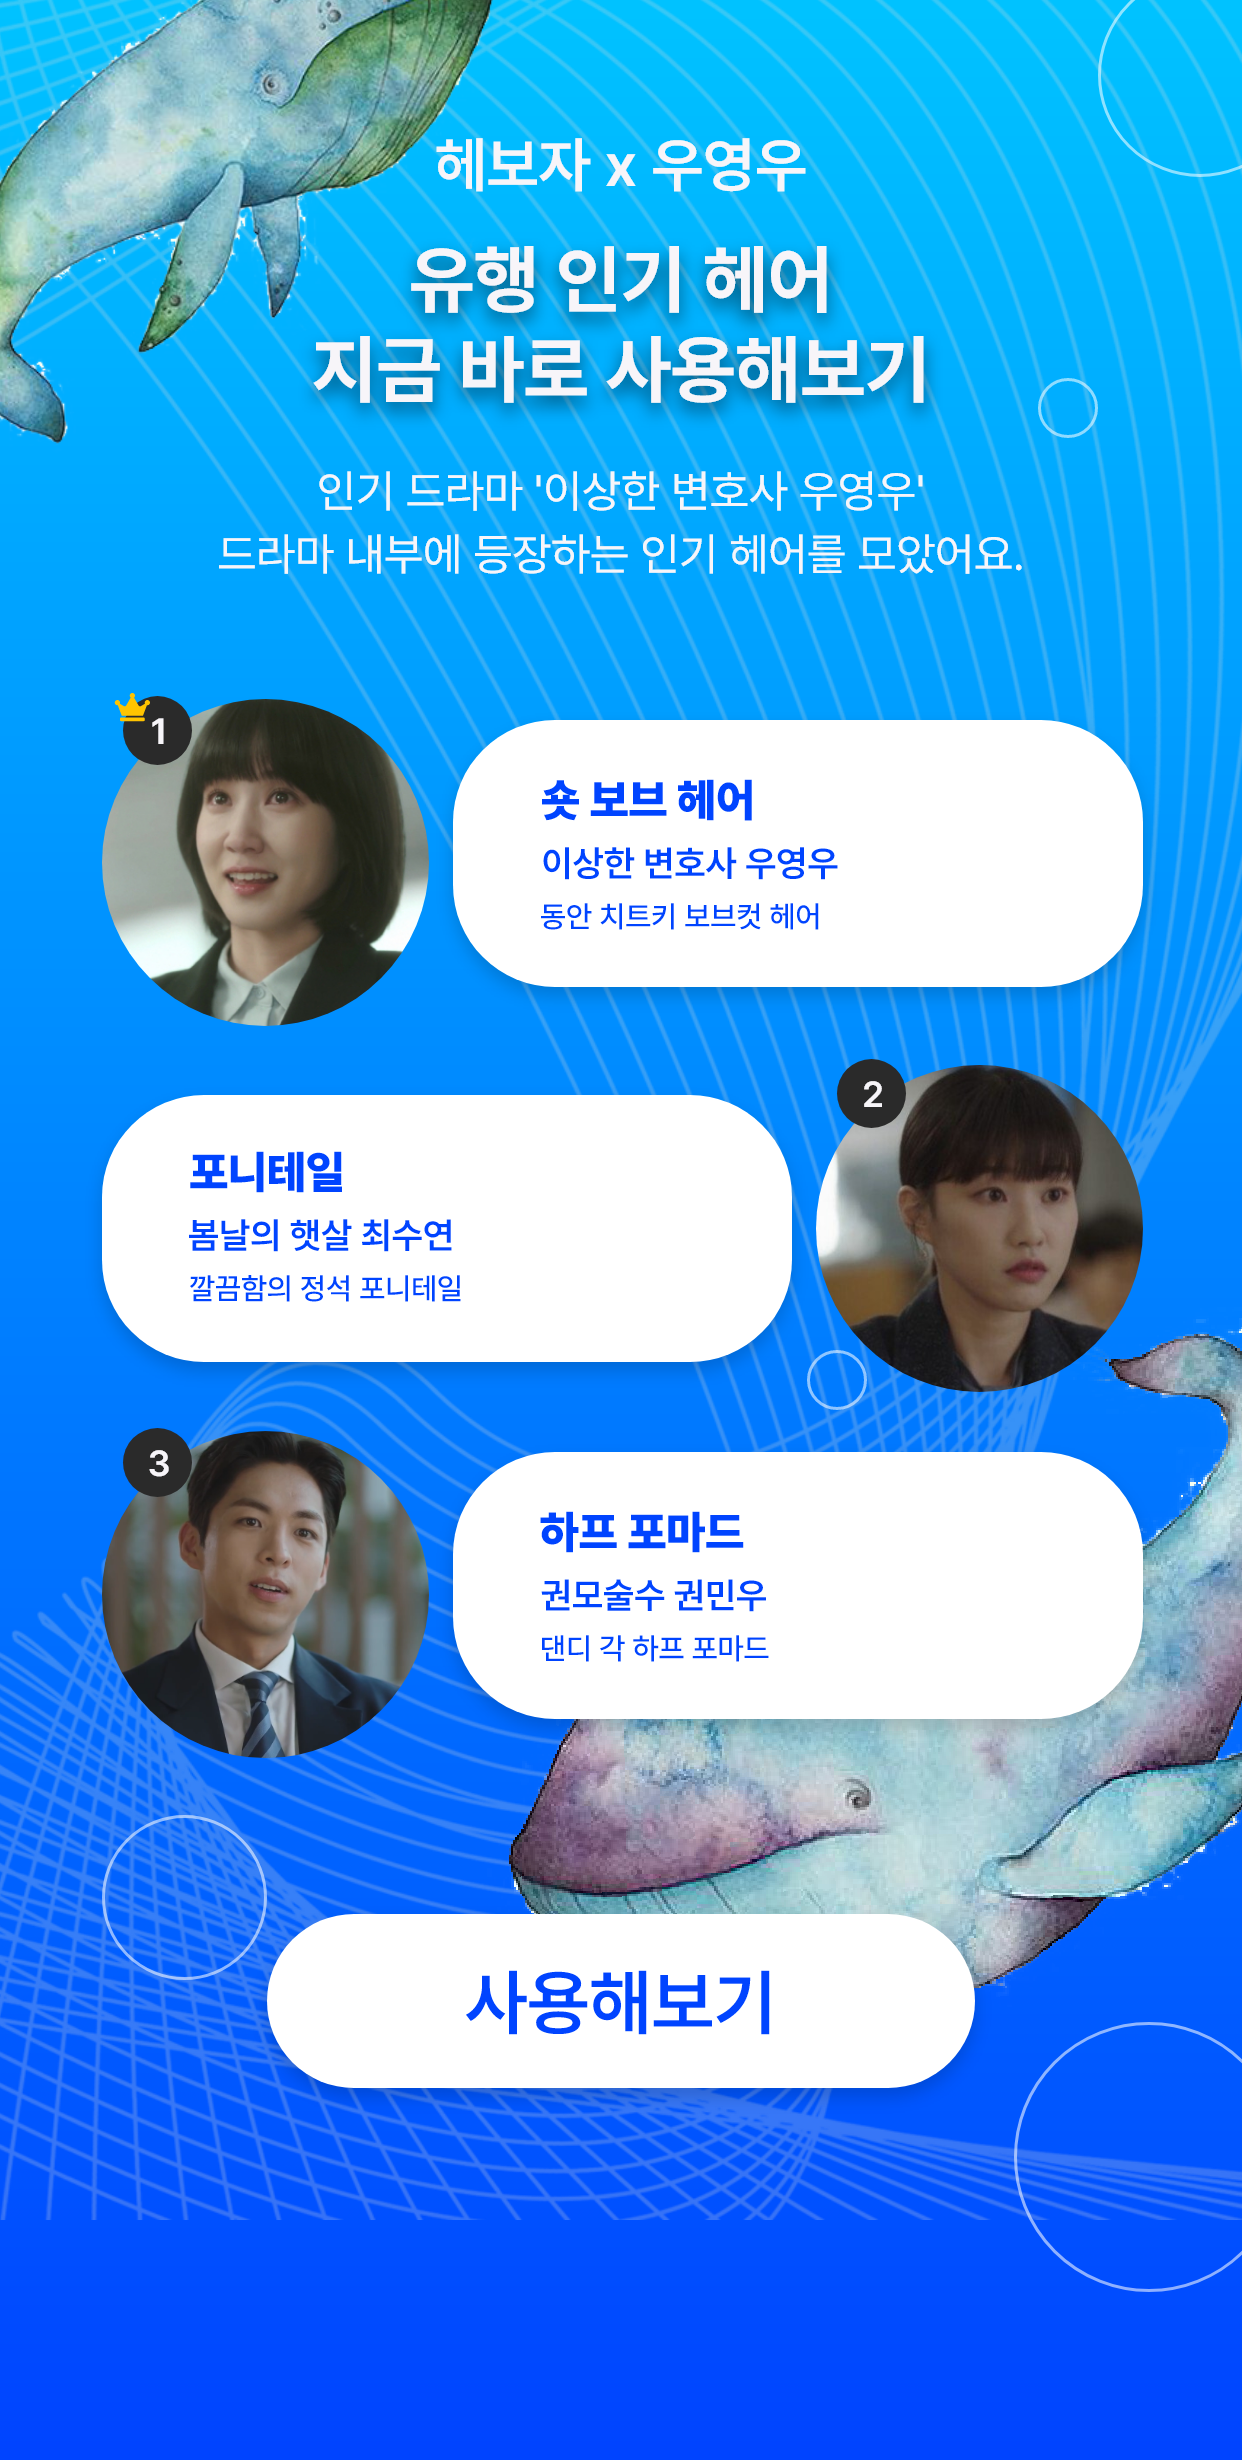 헤보자 x 우영우
유행 인기 헤어
지금 바로 사용해보기
인기 드라마 '이상한 변호사 우영우'
드라마 내부에 등장하는 인기 헤어를 모았어요.
1
숏 보브 헤어
이상한 변호사 우영우
동안 치트키 보브컷 헤어
2
포니테일
봄날의 햇살 최수연
깔끔함의 정석 포니테일
3
하프 포마드
권모술수 권민우
댄디 각 하프 포마드
사용해보기